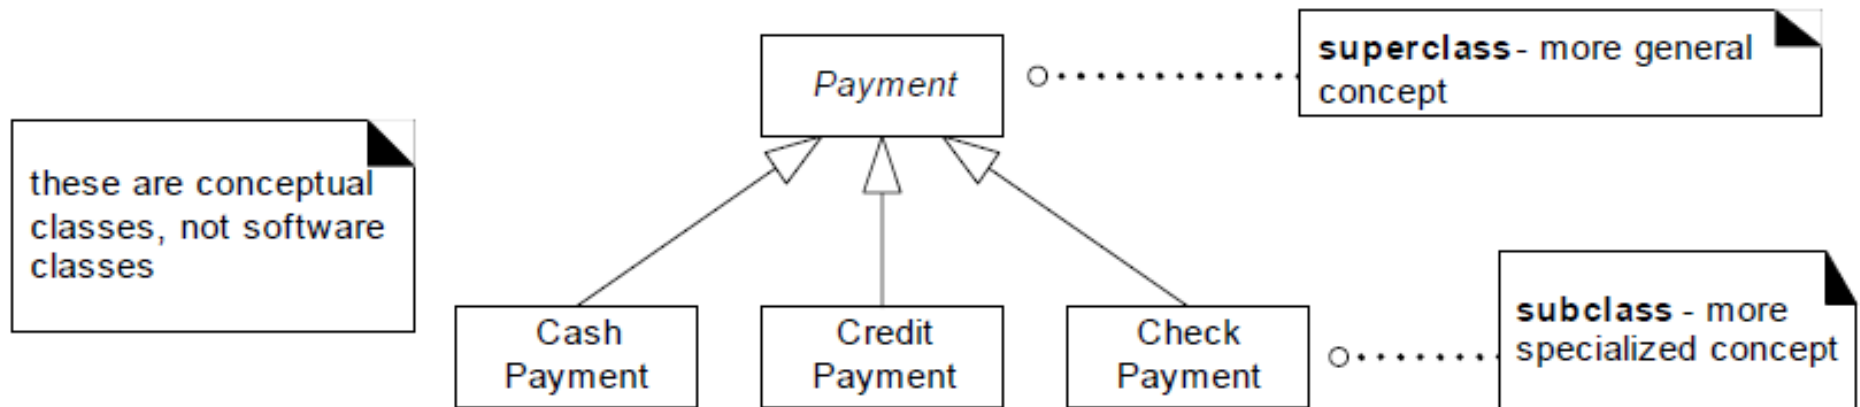 Payment
superclass - more general
concept
these are conceptual
classes, not software
classes
Cash
Payment
Credit
Payment
Check
Payment
subclass - more
specialized concept